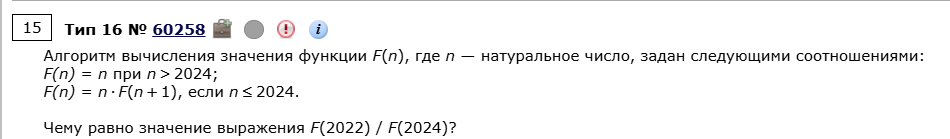 15 Тип 16 № 60258
Алгоритм вычисления значения функции F(n), где n — натуральное число, задан следующими соотношениями:
F(n) = n при n > 2024;
F(n) = n · F(n + 1), если n ≤ 2024.
Чему равно значение выражения F(2022) / F(2024)?